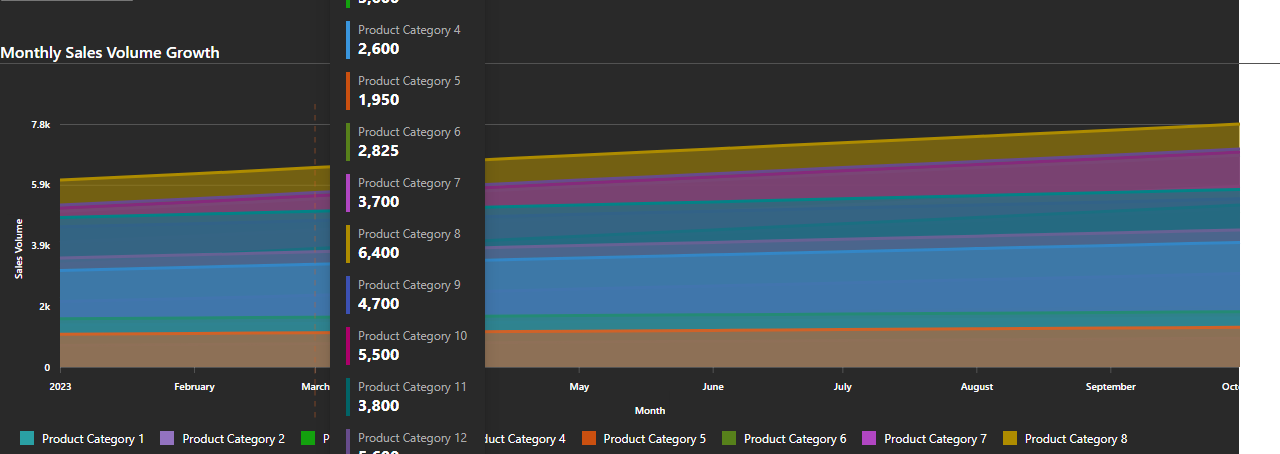 Product Category 4
2,600
Monthly Sales Volume Growth
Product Category 5
1,950
7.8k
Product Category 6
2,825
5.9k
Product Category 7
3,700
Product Category 8
6,400
3.9k
Sales Volume
Product Category 9
4,700
2k
Product Category 10
5,500
0
2023 February March May June July August September Octo
Product Category 11
3,800
Month
Product Category 12
Product Category 1 Product Category 2 P uct Category 4 Product Category 5 Product Category 6 Product Category 7 Product Category 8